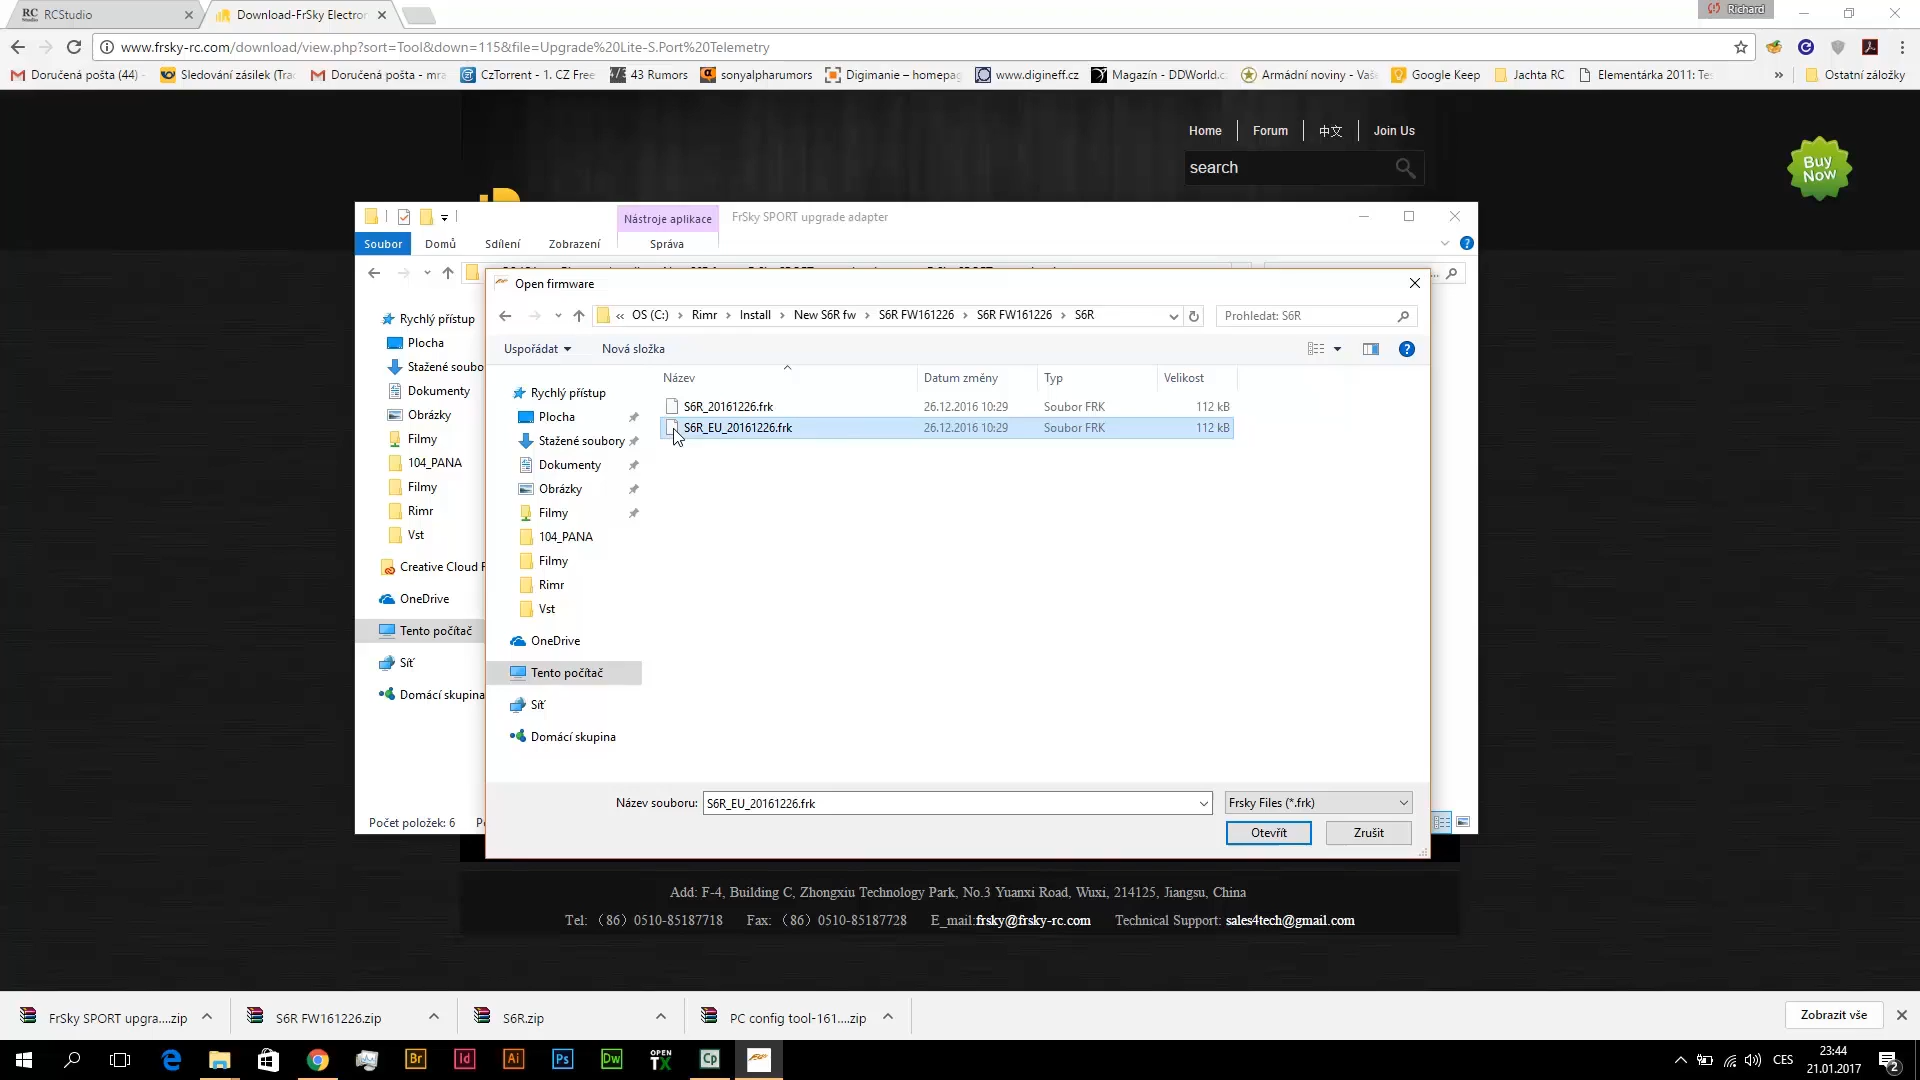 RC RCStudio
Download-FrSky Electron
Richard
www.frsky-rc.com/download/view.php?sort=Tool&down=115&file=Upgrade%20Lite-S.Port%20Telemetry
Doručená pošta (44) -
Sledování zásilek (Tra
Doručená pošta - mra
CzTorrent - 1. CZ Free
43 Rumors
sonyalpharumors
Digimanie – homepag
www.digineff.cz
Magazín - DDWorld.c
Armádní noviny - Vaš
Google Keep
Jachta RC
Elementárka 2011: Tes
»
Ostatní záložky
Home
Forum
中文
Join Us
search
Buy
Now
Nástroje aplikace
FrSky SPORT upgrade adapter
Soubor
Domů
Sdílení
Zobrazení
Správa
Rychlý přístup
Plocha
Stažené soubo
Dokumenty
Obrázky
Filmy
104_PANA
Filmy
Rimr
Vst
Creative Cloud F
OneDrive
Tento počítač
Síť
Domácí skupina
Počet položek: 6
Open firmware
« OS (C:) › Rimr › Install › New S6R fw › S6R FW161226 › S6R FW161226 › S6R
Prohledat: S6R
Uspořádat
Nová složka
Název
Datum změny
Typ
Velikost
S6R_20161226.frk 26.12.2016 10:29 Soubor FRK 112 kB
S6R_EU_20161226.frk 26.12.2016 10:29 Soubor FRK 112 kB
Rychlý přístup
Plocha
Stažené soubory
Dokumenty
Obrázky
Filmy
104_PANA
Filmy
Rimr
Vst
OneDrive
Tento počítač
Síť
Domácí skupina
Název souboru: S6R_EU_20161226.frk
Frsky Files (*.frk)
Otevřít
Zrušit
Add: F-4, Building C, Zhongxiu Technology Park, No.3 Yuanxi Road, Wuxi, 214125, Jiangsu, China
Tel: （86）0510-85187718 Fax: （86）0510-85187728 E_mail:frsky@frsky-rc.com Technical Support: sales4tech@gmail.com
FrSky SPORT upgra....zip
S6R FW161226.zip
S6R.zip
PC config tool-161....zip
Zobrazit vše
Br
Id
Ai
Ps
Dw
OPEN
TX
Cp
CES
23:44
21.01.2017
2